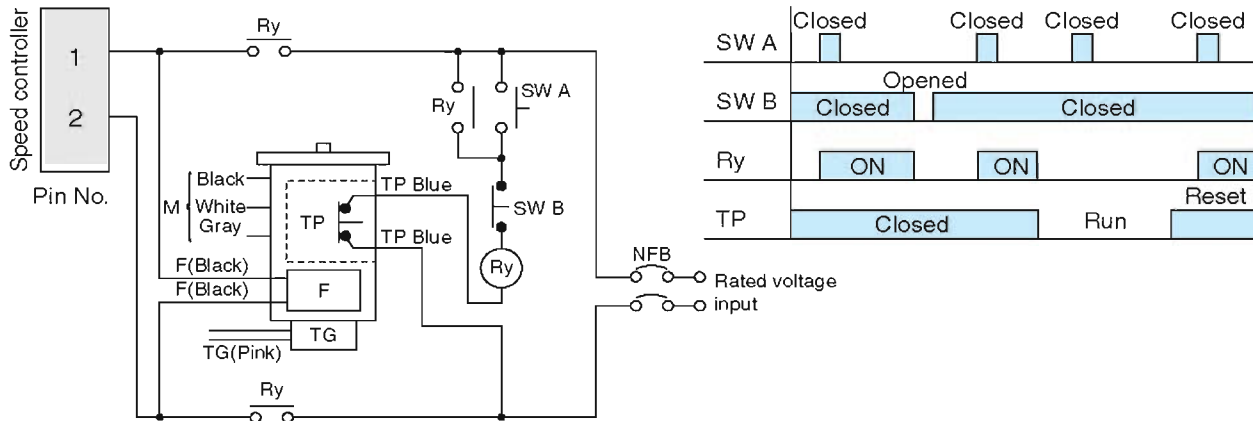 Speed controller
1
2
Pin No.
Ry
Ry
SW A
SW B
Ry
Black
M White
Gray
TP
TP Blue
TP Blue
F(Black)
F(Black)
F
TG
TG(Pink)
Ry
NFB
Rated voltage
input
Closed Closed Closed Closed
SW A
Opened
SW B Closed Closed
Ry ON ON ON
Reset
TP Closed Run